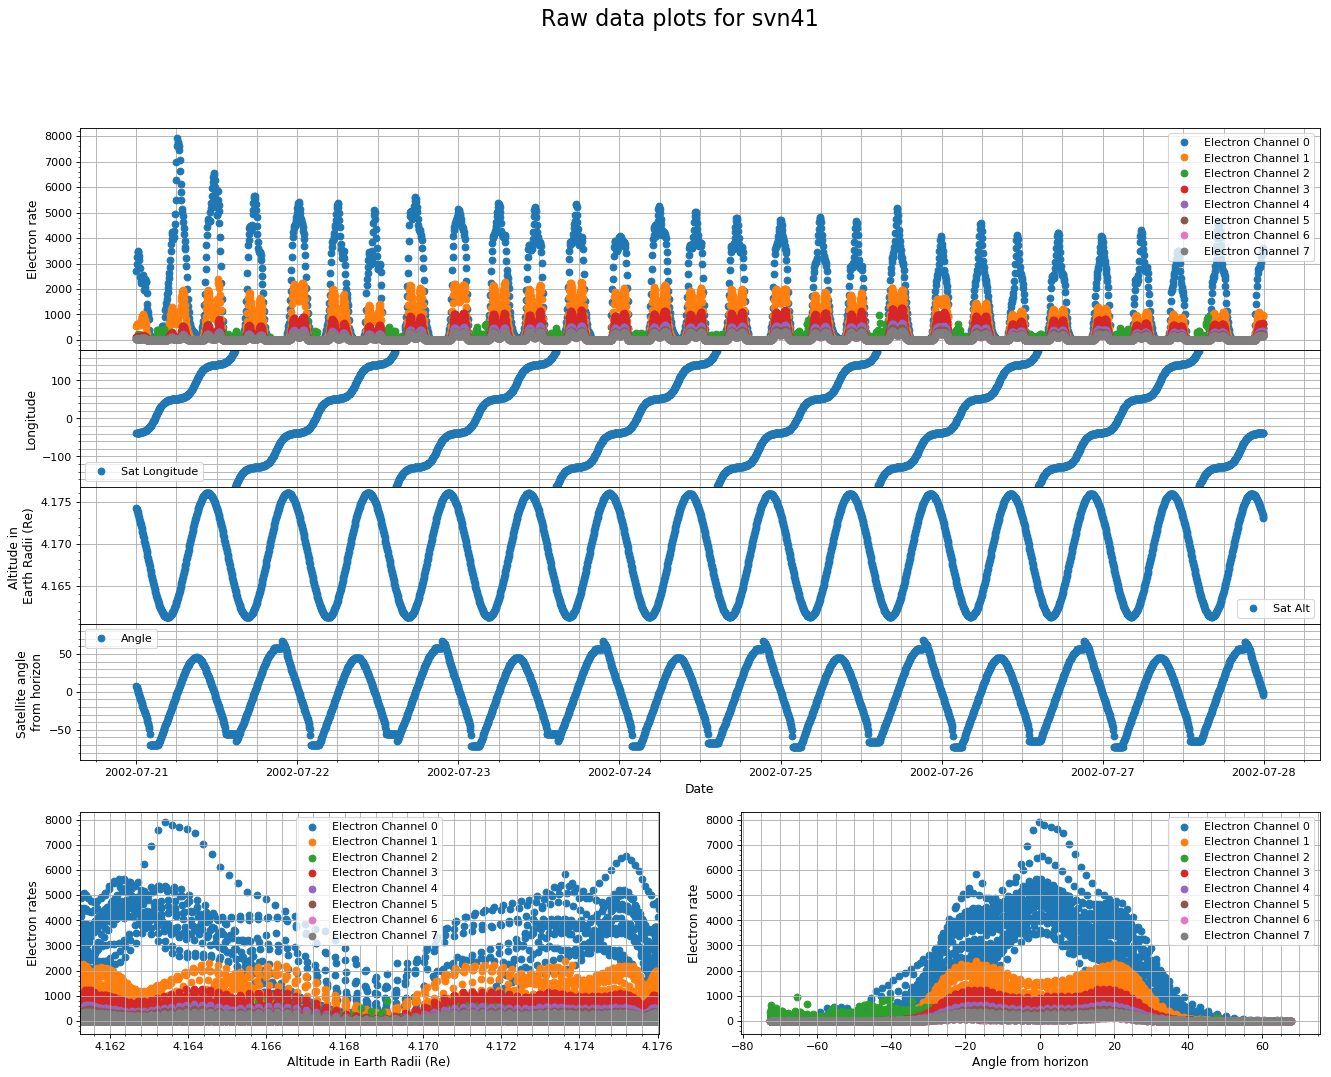 Raw data plots for svn41
8000
7000
6000
5000
4000
3000
2000
1000
0
Electron rate
Electron Channel 0
Electron Channel 1
Electron Channel 2
Electron Channel 3
Electron Channel 4
Electron Channel 5
Electron Channel 6
Electron Channel 7
100
0
−100
Longitude
Sat Longitude
4.175
4.170
4.165
Altitude in
Earth Radii (Re)
Sat Alt
50
0
−50
Satellite angle
from horizon
Angle
2002-07-21 2002-07-22 2002-07-23 2002-07-24 2002-07-25 2002-07-26 2002-07-27 2002-07-28
Date
8000
7000
6000
5000
4000
3000
2000
1000
0
Electron rates
Electron Channel 0
Electron Channel 1
Electron Channel 2
Electron Channel 3
Electron Channel 4
Electron Channel 5
Electron Channel 6
Electron Channel 7
4.162 4.164 4.166 4.168 4.170 4.172 4.174 4.176
Altitude in Earth Radii (Re)
8000
7000
6000
5000
4000
3000
2000
1000
0
Electron rate
Electron Channel 0
Electron Channel 1
Electron Channel 2
Electron Channel 3
Electron Channel 4
Electron Channel 5
Electron Channel 6
Electron Channel 7
−80 −60 −40 −20 0 20 40 60
Angle from horizon